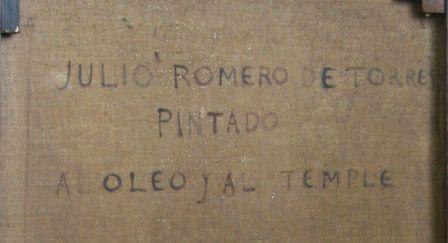 JULIO ROMERO DE TORRES
PINTADO
AL OLEO Y AL TEMPLE